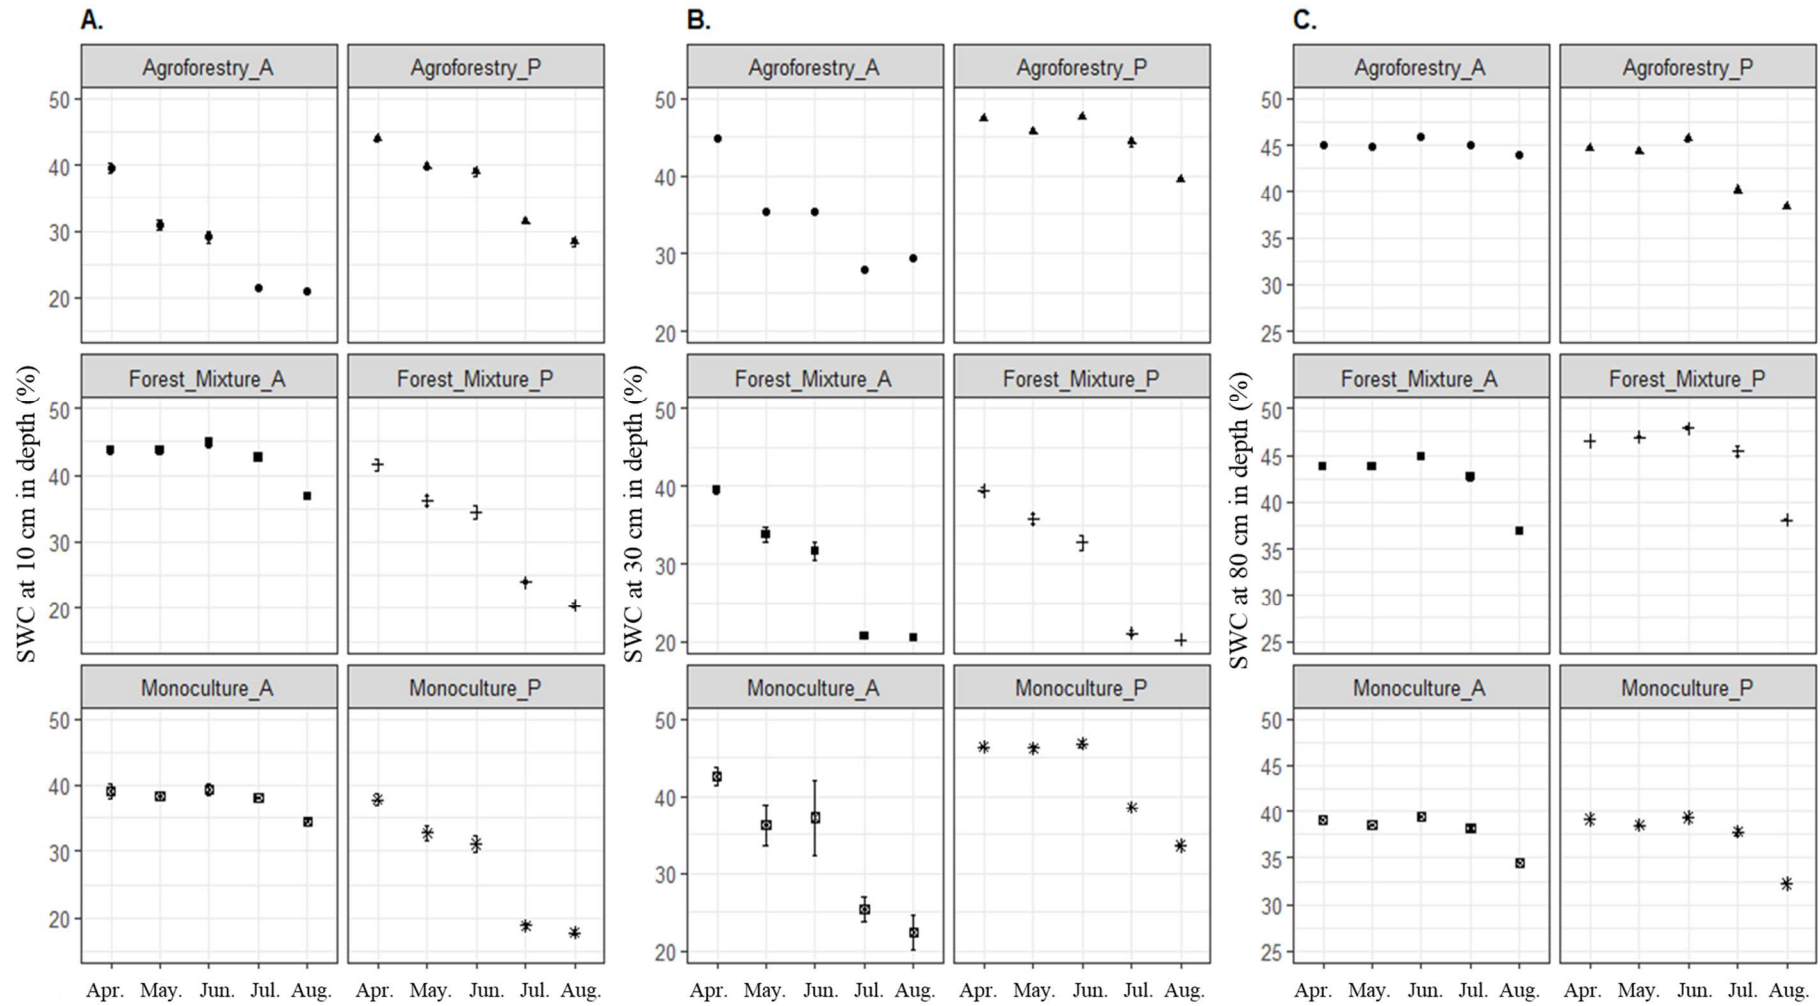 A.
B.
C.
Agroforestry_A
Agroforestry_P
Agroforestry_A
Agroforestry_P
Agroforestry_A
Agroforestry_P
50
40
30
20
50
40
30
20
50
45
40
35
30
25
Forest_Mixture_A
Forest_Mixture_P
Forest_Mixture_A
Forest_Mixture_P
Forest_Mixture_A
Forest_Mixture_P
50
40
30
20
50
40
30
20
50
45
40
35
30
25
SWC at 10 cm in depth (%)
SWC at 30 cm in depth (%)
SWC at 80 cm in depth (%)
Monoculture_A
Monoculture_P
Monoculture_A
Monoculture_P
Monoculture_A
Monoculture_P
50
40
30
20
50
40
30
20
50
45
40
35
30
25
Apr. May. Jun. Jul. Aug.
Apr. May. Jun. Jul. Aug.
Apr. May. Jun. Jul. Aug.
Apr. May. Jun. Jul. Aug.
Apr. May. Jun. Jul. Aug.
Apr. May. Jun. Jul. Aug.